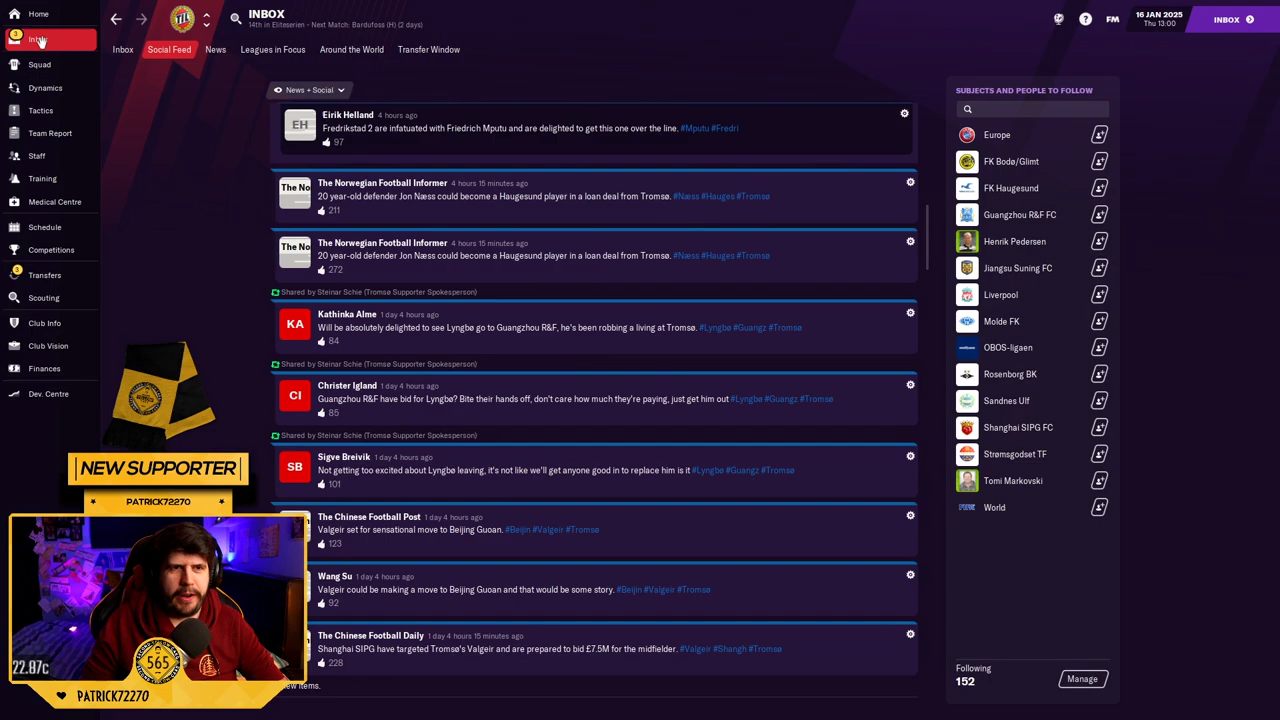 Home
Squad
Dynamics
Tactics
Team Report
Staff
Training
Medical Centre
Schedule
Competitions
Transfers
Scouting
Club Info
Club Vision
Finances
Dev. Centre
3
3
TIL
INBOX
14th in Eliteserien - Next Match: Bardufoss (H) (2 days)
FM
16 JAN 2025
Thu 13:00
INBOX
Inbox
Social Feed
News
Leagues in Focus
Around the World
Transfer Window
News + Social
EH
Eirik Helland 4 hours ago
Fredrikstad 2 are infatuated with Friedrich Mputu and are delighted to get this one over the line. #Mputu #Fredri
97
The No
The Norwegian Football Informer 4 hours 15 minutes ago
20 year-old defender Jon Næss could become a Haugesund player in a loan deal from Tromsø. #Næss #Hauges #Tromsø
211
The No
The Norwegian Football Informer 4 hours 15 minutes ago
20 year-old defender Jon Næss could become a Haugesund player in a loan deal from Tromsø. #Næss #Hauges #Tromsø
272
Shared by Steinar Schie (Tromsø Supporter Spokesperson)
KA
Kathinka Alme 1 day 4 hours ago
Will be absolutely delighted to see Lyngbø go to Guangzhou R&F, he's been robbing a living at Tromsø. #Lyngbø #Guangz #Tromsø
84
Shared by Steinar Schie (Tromsø Supporter Spokesperson)
CI
Christer Igland 1 day 4 hours ago
Guangzhou R&F have bid for Lyngbø? Bite their hands off, don't care how much they're paying, just get him out #Lyngbø #Guangz #Tromsø
85
Shared by Steinar Schie (Tromsø Supporter Spokesperson)
SB
Sigve Breivik 1 day 4 hours ago
Not getting too excited about Lyngbø leaving, it's not like we'll get anyone good in to replace him is it #Lyngbø #Guangz #Tromsø
101
The Chinese Football Post 1 day 4 hours ago
Valgeir set for sensational move to Beijing Guoan. #Beijin #Valgeir #Tromsø
123
Wang Su 1 day 4 hours ago
Valgeir could be making a move to Beijing Guoan and that would be some story. #Beijin #Valgeir #Tromsø
92
The Chinese Football Daily 1 day 4 hours 15 minutes ago
Shanghai SIPG have targeted Tromsø's Valgeir and are prepared to bid £7.5M for the midfielder. #Valgeir #Shangh #Tromsø
228
items.
SUBJECTS AND PEOPLE TO FOLLOW
Europe
FK Bodø/Glimt
FK Haugesund
Guangzhou R&F FC
Henrik Pedersen
Jiangsu Suning FC
Liverpool
Molde FK
OBOS-ligaen
Rosenborg BK
Sandnes Ulf
Shanghai SIPG FC
Strømsgodset TF
Tomi Markovski
World
Following
152
Manage
NEW SUPPORTER
PATRICK72270
22.87c
565
PATRICK72270